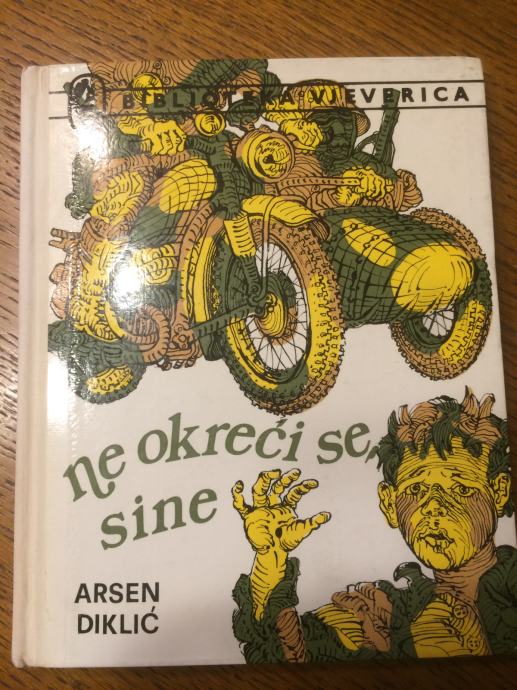 BIBLIOTEKA VJEVERICA
ne okreći se,
sine
ARSEN
DIKLIĆ